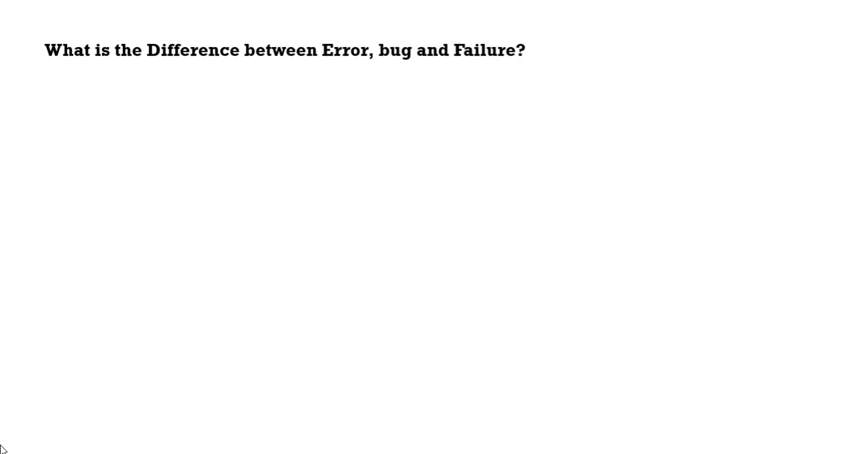 What is the Difference between Error, bug and Failure?